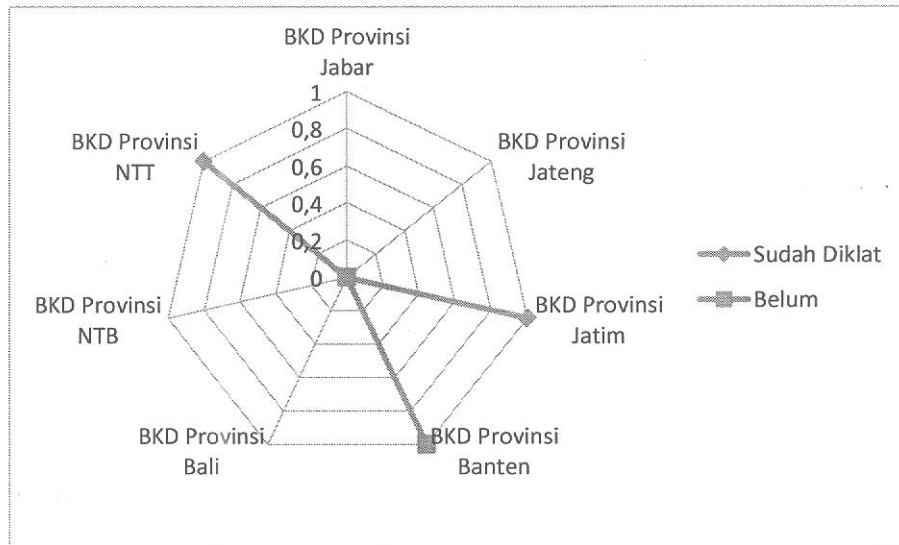 BKD Provinsi
Jabar
1
0,8
0,6
0,4
0,2
0
BKD Provinsi
Jateng
BKD Provinsi
Jatim
BKD Provinsi
Banten
BKD Provinsi
Bali
BKD Provinsi
NTB
BKD Provinsi
NTT
Sudah Diklat
Belum